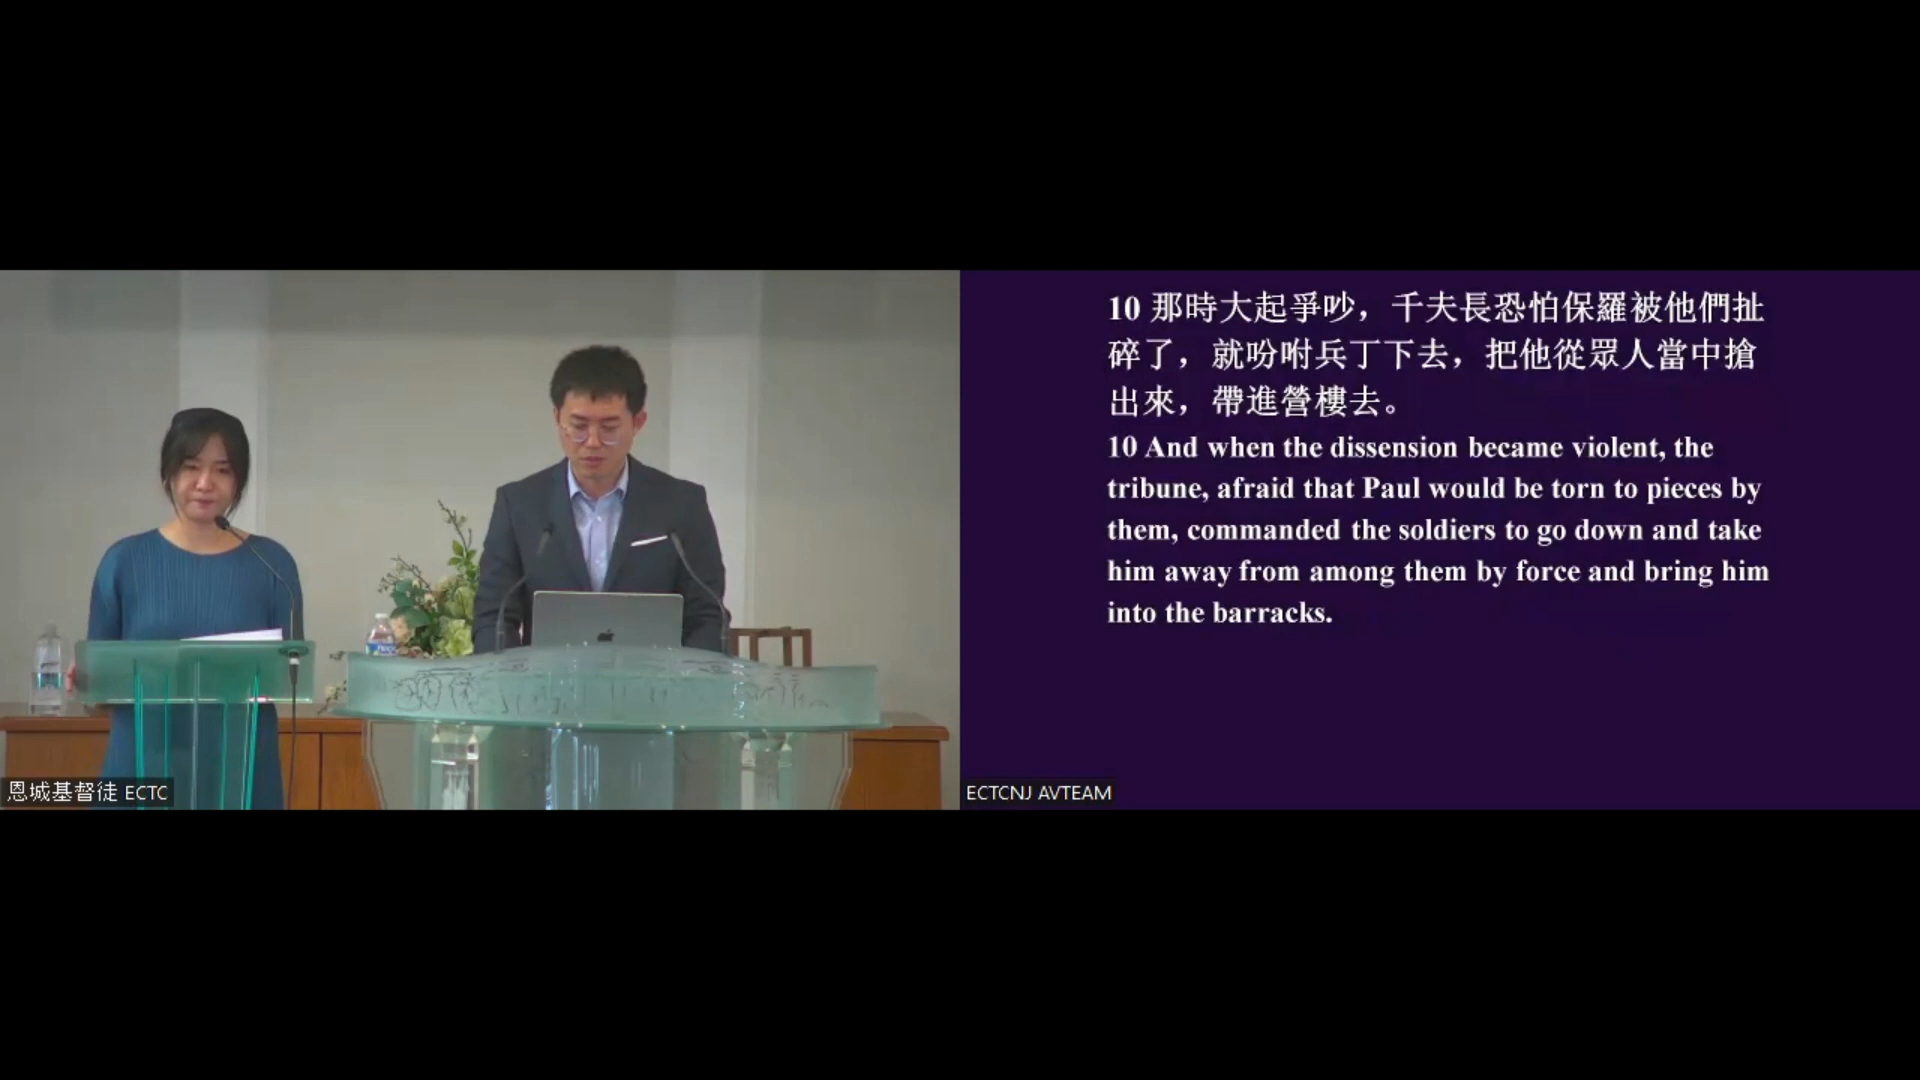 10 那時大起爭吵，千夫長恐怕保羅被他們扯
碎了，就吩咐兵丁下去，把他從眾人當中搶
出來，帶進營樓去。
10 And when the dissension became violent, the
tribune, afraid that Paul would be torn to pieces by
them, commanded the soldiers to go down and take
him away from among them by force and bring him
into the barracks.
恩城基督徒 ECTC
ECTCNJ AVTEAM